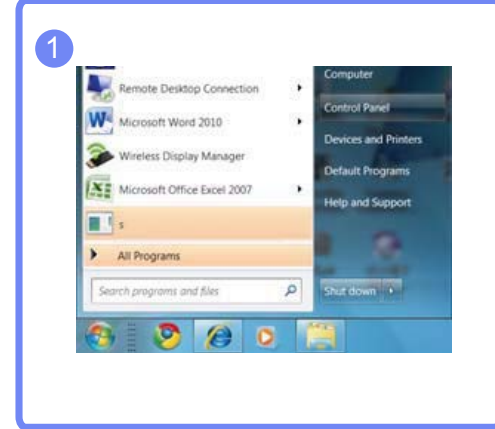 1
Remote Desktop Connection
Microsoft Word 2010
Wireless Display Manager
Microsoft Office Excel 2007
s
All Programs
Search programs and files
Computer
Control Panel
Devices and Printers
Default Programs
Help and Support
Shut down